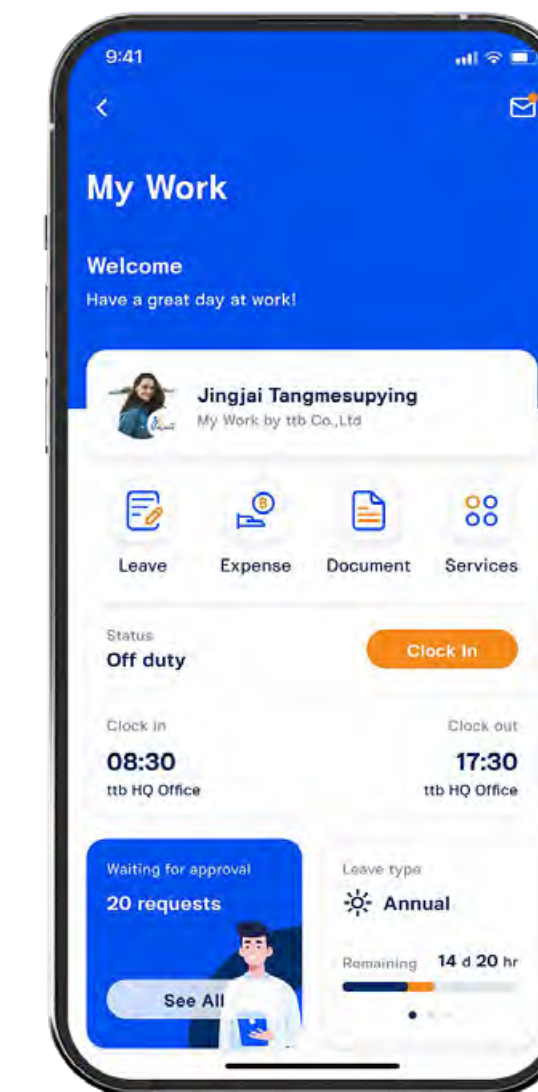 9:41
My Work
Welcome
Have a great day at work!
Jingjai Tangmesupying
My Work by ttb Co.,Ltd
Leave Expense Document Services
Status
Off duty
Clock In
Clock in Clock out
08:30 17:30
ttb HQ Office ttb HQ Office
Waiting for approval
20 requests
See All
Leave type
Annual
Remaining 14 d 20 hr